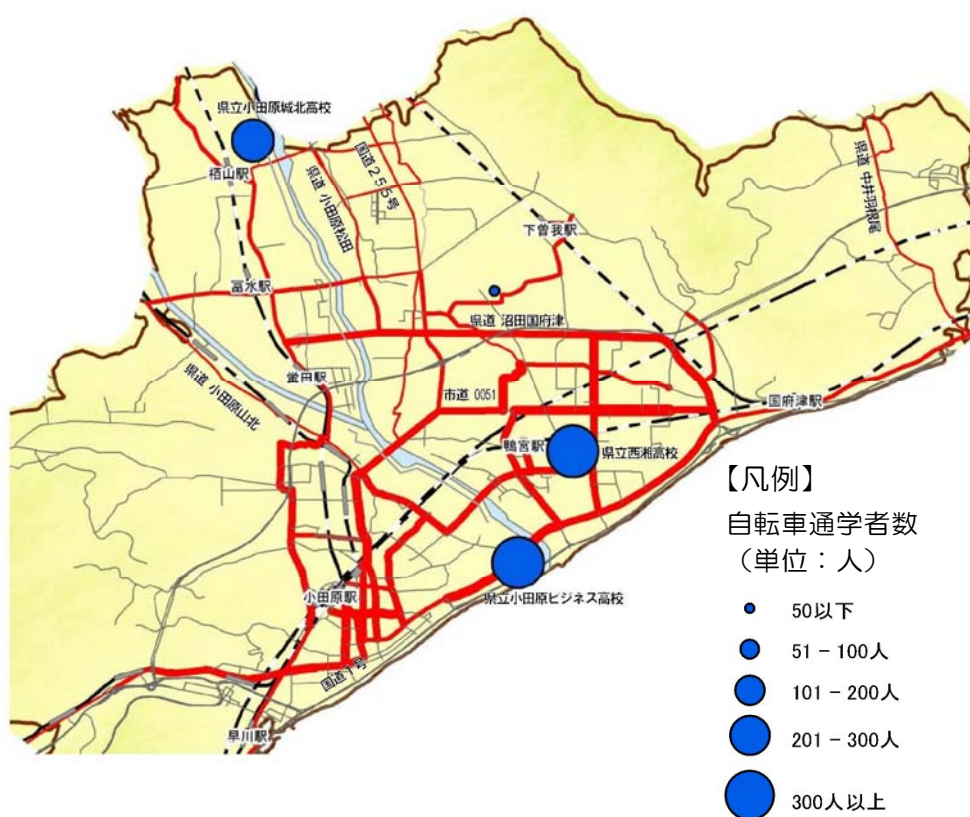 県立小田原城北高校
栢山駅
国道255号
県道 小田原松田
県道 中井羽根尾
下曽我駅
富水駅
県道 沼田国府津
蛍田駅
市道 0051
県道 小田原山北
国府津駅
鴨宮駅
県立西湘高校
小田原駅
県立小田原ビジネス高校
国道1号
早川駅
【凡例】
自転車通学者数
(単位:人)
50以下
51 - 100人
101 - 200人
201 - 300人
300人以上